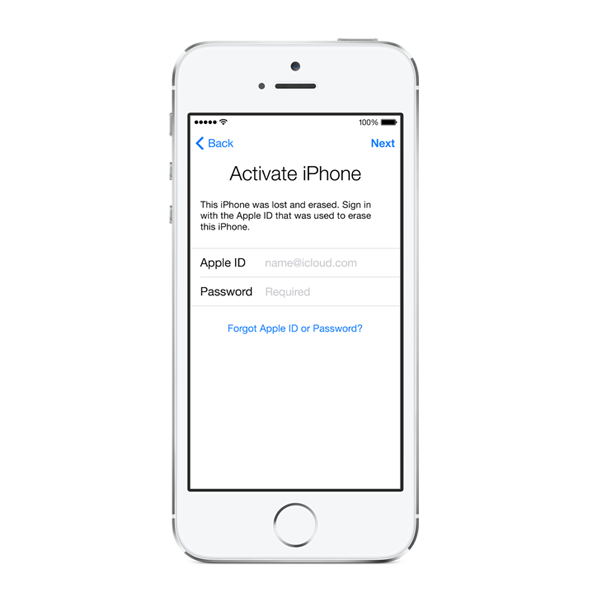 100%
Back
Next
Activate iPhone
This iPhone was lost and erased. Sign in
with the Apple ID that was used to erase
this iPhone.
Apple ID name@icloud.com
Password Required
Forgot Apple ID or Password?